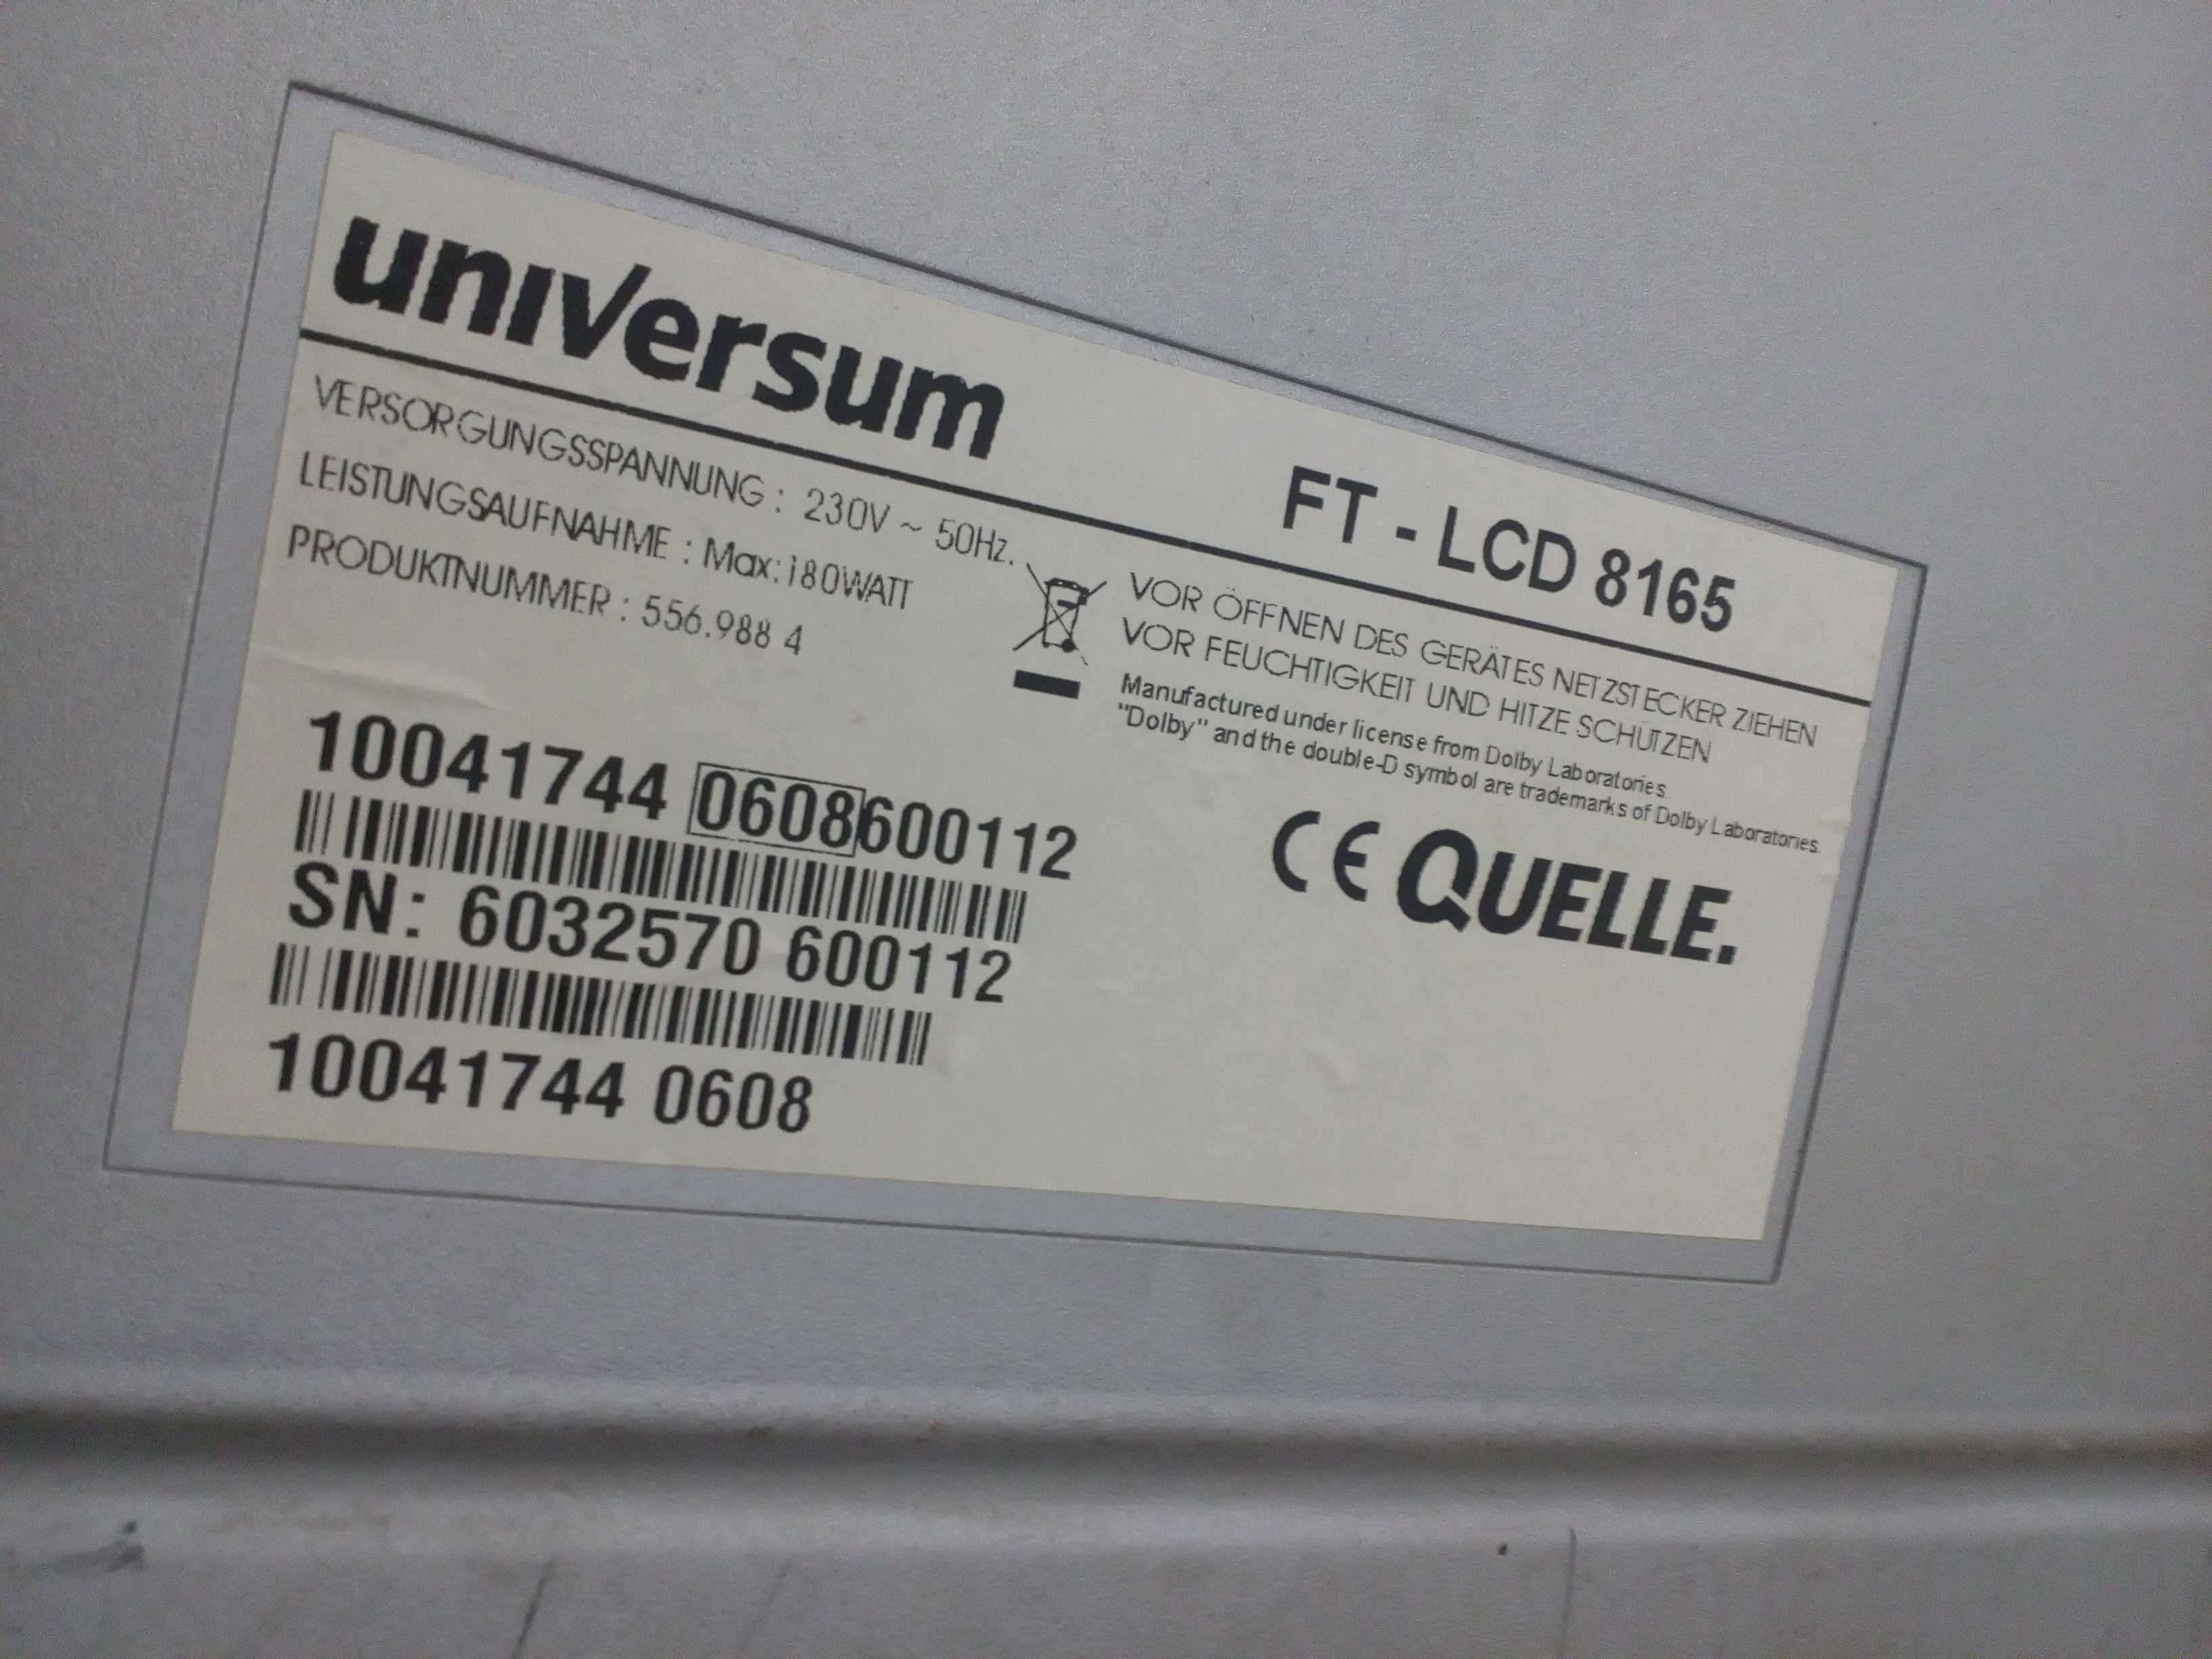 universum
FT - LCD 8165
VERSORGUNGSSPANNUNG : 230V ~ 50Hz.
LEISTUNGSAUFNAHME : Max:180WATT
PRODUKTNUMMER : 556.988 4
VOR ÖFFNEN DES GERÄTES NETZSTECKER ZIEHEN
VOR FEUCHTIGKEIT UND HITZE SCHÜTZEN
Manufactured under license from Dolby Laboratories.
"Dolby" and the double-D symbol are trademarks of Dolby Laboratories.
10041744 0608600112
SN: 6032570 600112
10041744 0608
CE QUELLE.